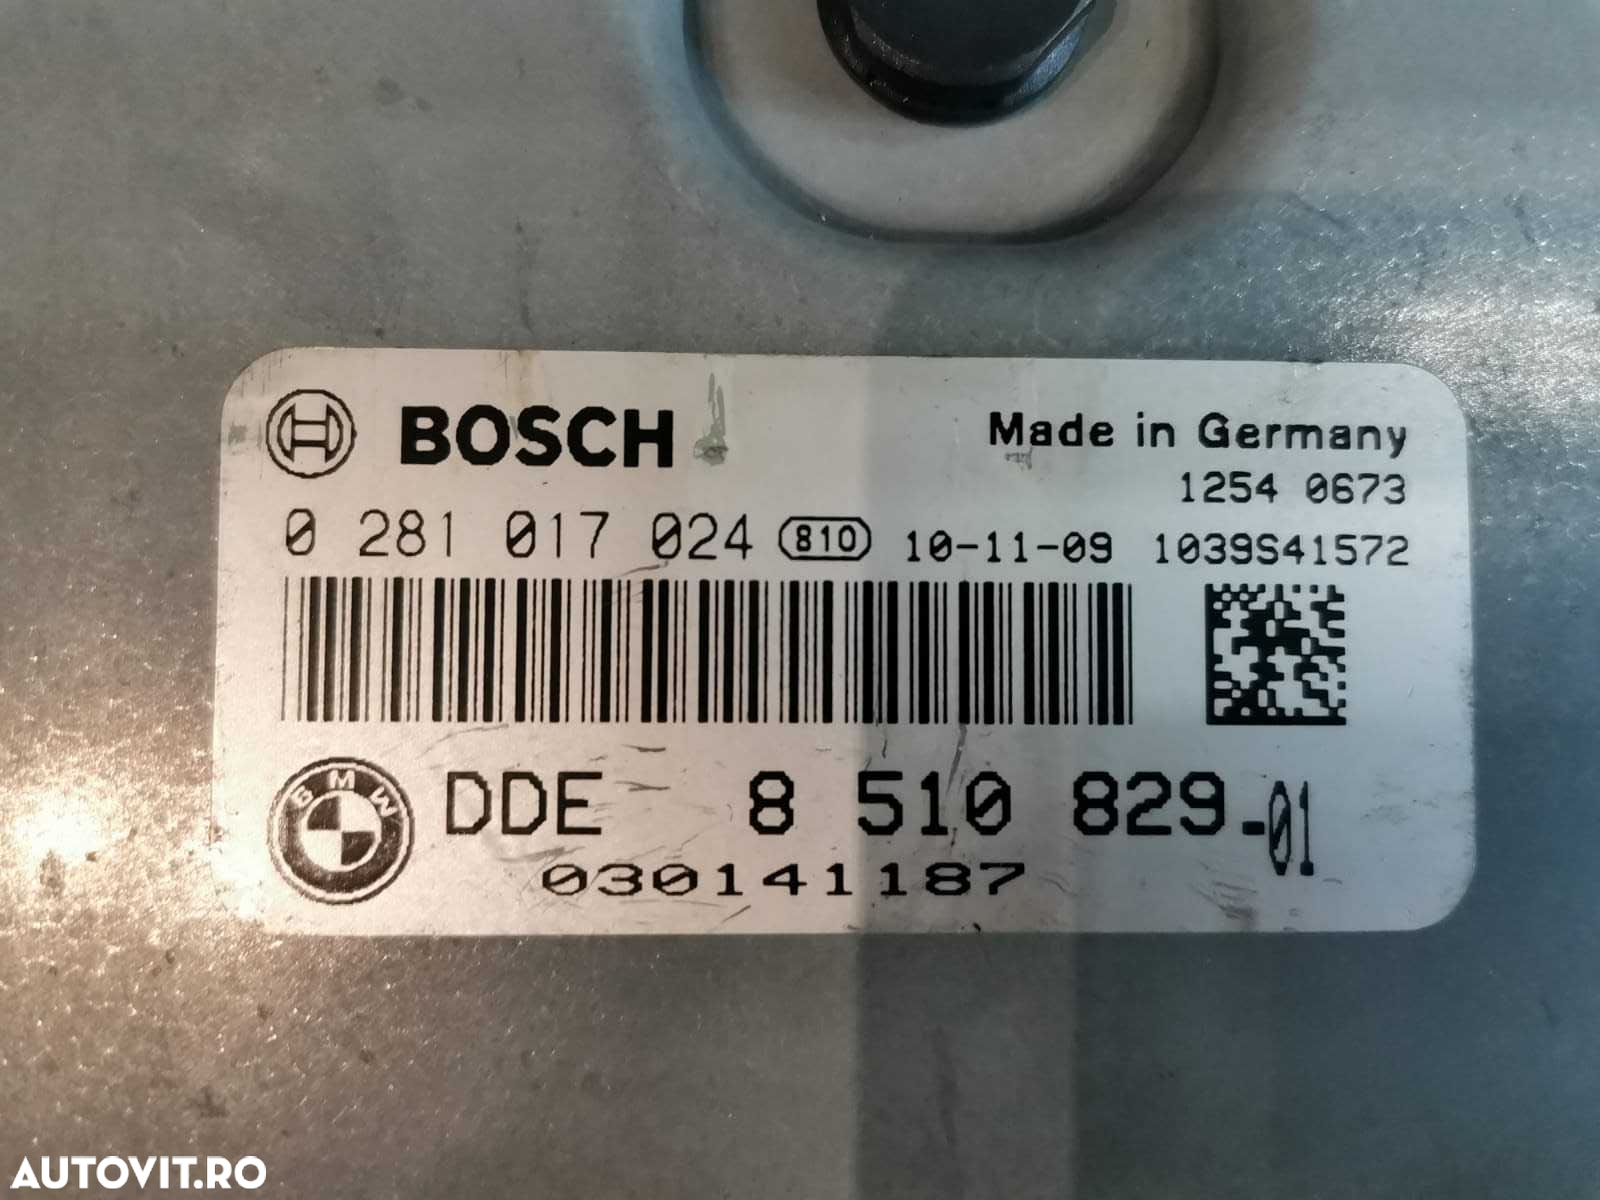 BOSCH
Made in Germany
1254 0673
0 281 017 024 810 10-11-09 1039S41572
BMW
DDE 8 510 829-01
030141187
AUTOVIT.RO